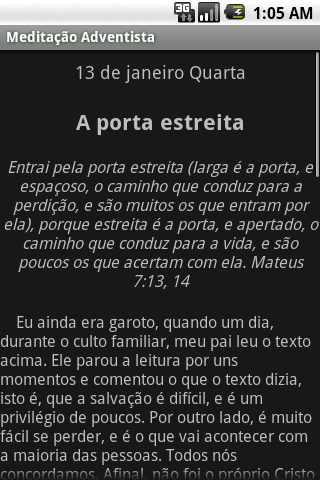 3G 1:05 AM
Meditação Adventista
13 de janeiro Quarta
A porta estreita
Entrai pela porta estreita (larga é a porta, e
espaçoso, o caminho que conduz para a
perdição, e são muitos os que entram por
ela), porque estreita é a porta, e apertado, o
caminho que conduz para a vida, e são
poucos os que acertam com ela. Mateus
7:13, 14
Eu ainda era garoto, quando um dia,
durante o culto familiar, meu pai leu o texto
acima. Ele parou a leitura por uns
momentos e comentou o que o texto dizia,
isto é, que a salvação é difícil, e é um
privilégio de poucos. Por outro lado, é muito
fácil se perder, e é o que vai acontecer com
a maioria das pessoas. Todos nós
concordamos. Afinal, não foi o próprio Cristo